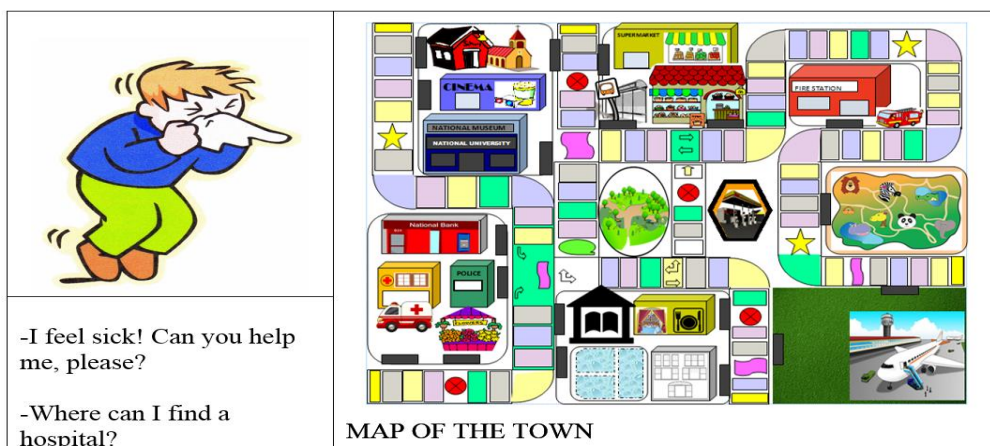 -I feel sick! Can you help
me, please?
-Where can I find a
hospital?
SUPERMARKET
CINEMA
NATIONAL MUSEUM
NATIONAL UNIVERSITY
FIRE STATION
National Bank
POLICE
FLOWERS
MAP OF THE TOWN